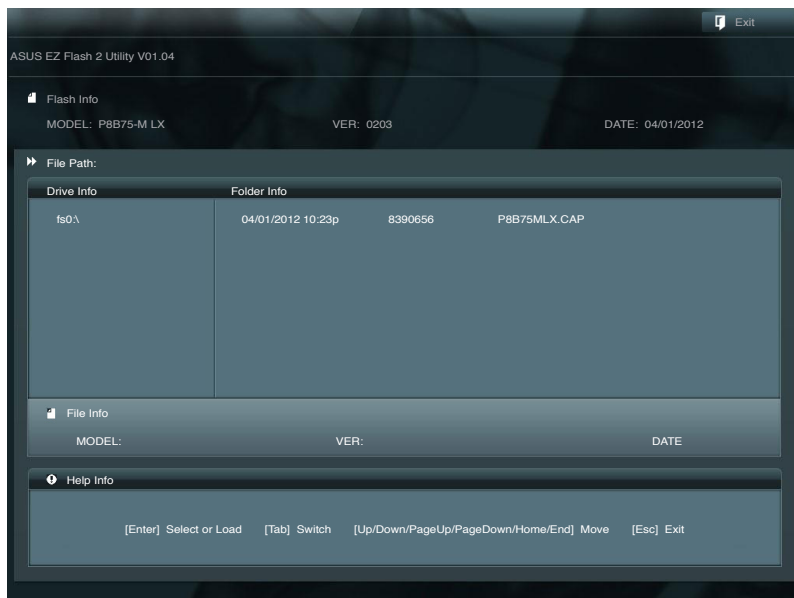 Exit
ASUS EZ Flash 2 Utility V01.04
Flash Info
MODEL: P8B75-M LX VER: 0203 DATE: 04/01/2012
File Path:
Drive Info Folder Info
fs0:\ 04/01/2012 10:23p 8390656 P8B75MLX.CAP
File Info
MODEL: VER: DATE
Help Info
[Enter] Select or Load [Tab] Switch [Up/Down/PageUp/PageDown/Home/End] Move [Esc] Exit